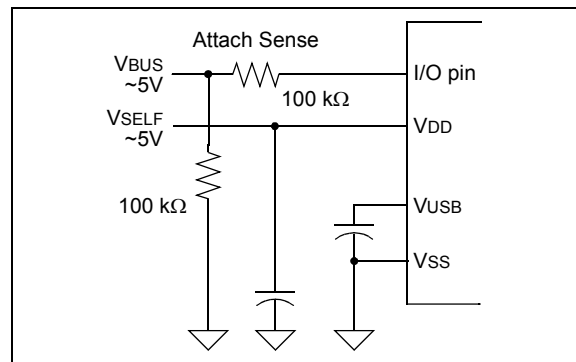 Attach Sense
VBUS
~5V
I/O pin
100 kΩ
VSELF
~5V
VDD
100 kΩ
VUSB
VSS